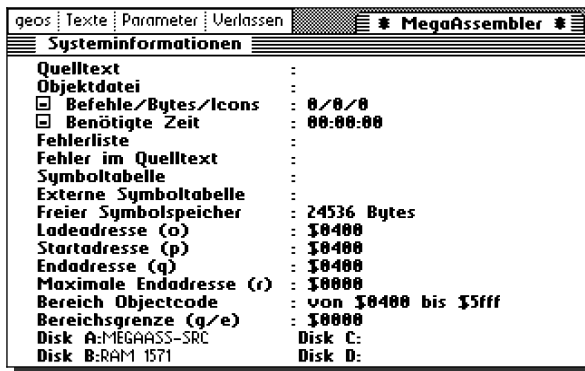 geos Texte Parameter Verlassen * MegaAssembler *
Systeminformationen
Quelltext :
Objektdatei :
Befehle/Bytes/Icons : 0/0/0
Benötigte Zeit : 00:00:00
Fehlerliste :
Fehler im Quelltext :
Symboltabelle :
Externe Symboltabelle :
Freier Symbolspeicher : 24536 Bytes
Ladeadresse (o) : $0400
Startadresse (p) : $0400
Endadresse (q) : $0400
Maximale Endadresse (r) : $0000
Bereich Objectcode : von $0400 bis $5fff
Bereichsgrenze (g/e) : $0000
Disk A:MEGAASS-SRC Disk C:
Disk B:RAM 1571 Disk D: